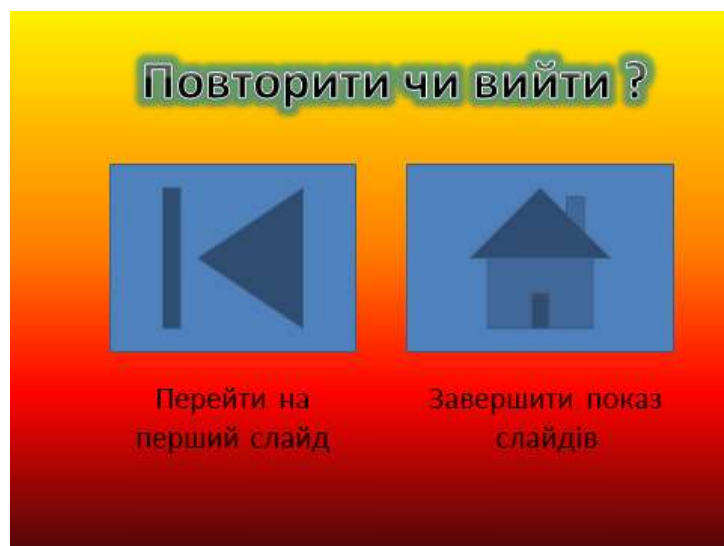 Повторити чи вийти ?
Перейти на
перший слайд
Завершити показ
слайдів